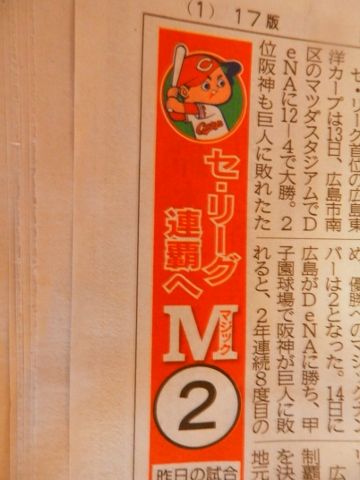 (1) 17版
Carp
セ・リーグ
連覇へ
マジック
M
2
昨日の試合
リーグ首位の広島東
洋カープは13日、広島市南
区のマツダスタジアムでD
eNAに12―4で大勝。2
位阪神も巨人に敗れたた
め、優勝へのマジックナン
バーは2となった。14日に
広島がDeNAに勝ち、甲
子園球場で阪神が巨人に敗
れると、2年連続8度目の
リ
広
制覇
を決
地元